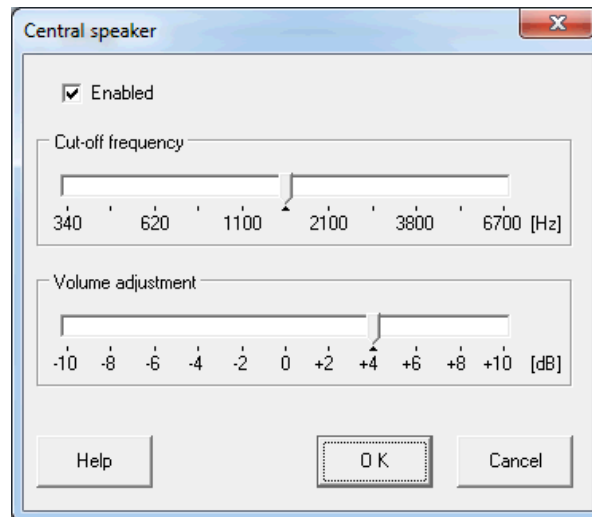 Central speaker
Enabled
Cut-off frequency
340 620 1100 2100 3800 6700 [Hz]
Volume adjustment
-10 -8 -6 -4 -2 0 +2 +4 +6 +8 +10 [dB]
Help O K Cancel